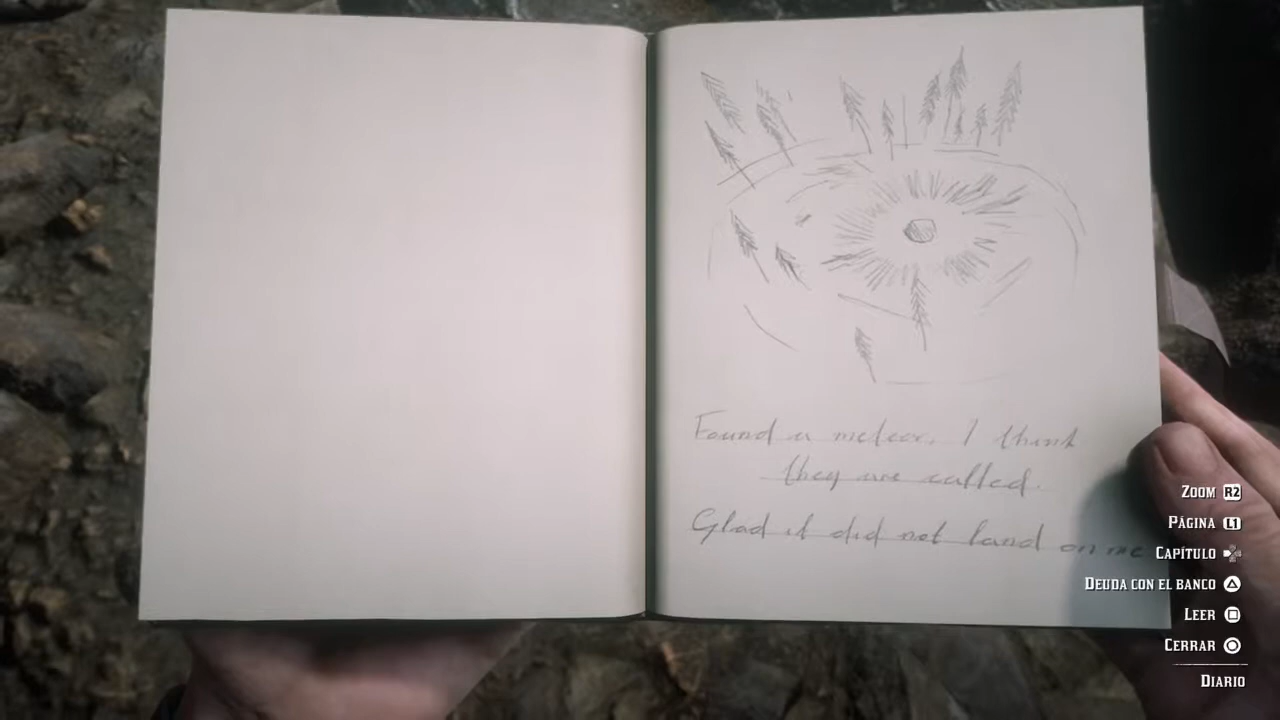 Found a meteor, I think
they are called.
Glad it did not land on me
ZOOM R2
PÁGINA L1
CAPÍTULO
DEUDA CON EL BANCO
LEER
CERRAR
DIARIO